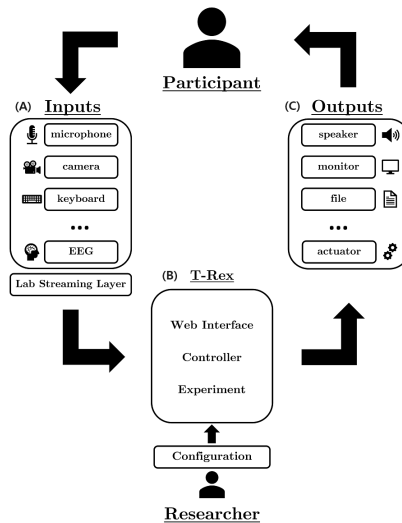 Participant
(A) Inputs
microphone
camera
keyboard
...
EEG
Lab Streaming Layer
(C) Outputs
speaker
monitor
file
...
actuator
(B) T-Rex
Web Interface
Controller
Experiment
Configuration
Researcher